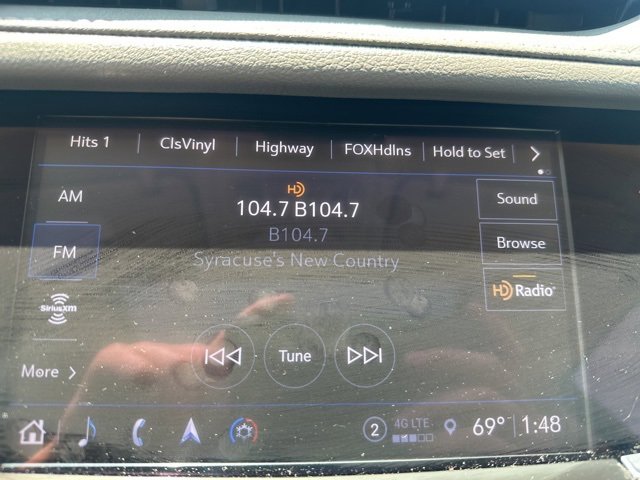 Hits 1 ClsVinyl Highway FOXHdlns Hold to Set
AM
HD
104.7 B104.7
Sound
B104.7
FM
Browse
Syracuse's New Country
SiriusXM
HD Radio
More
Tune
2 4G LTE 69° 1:48